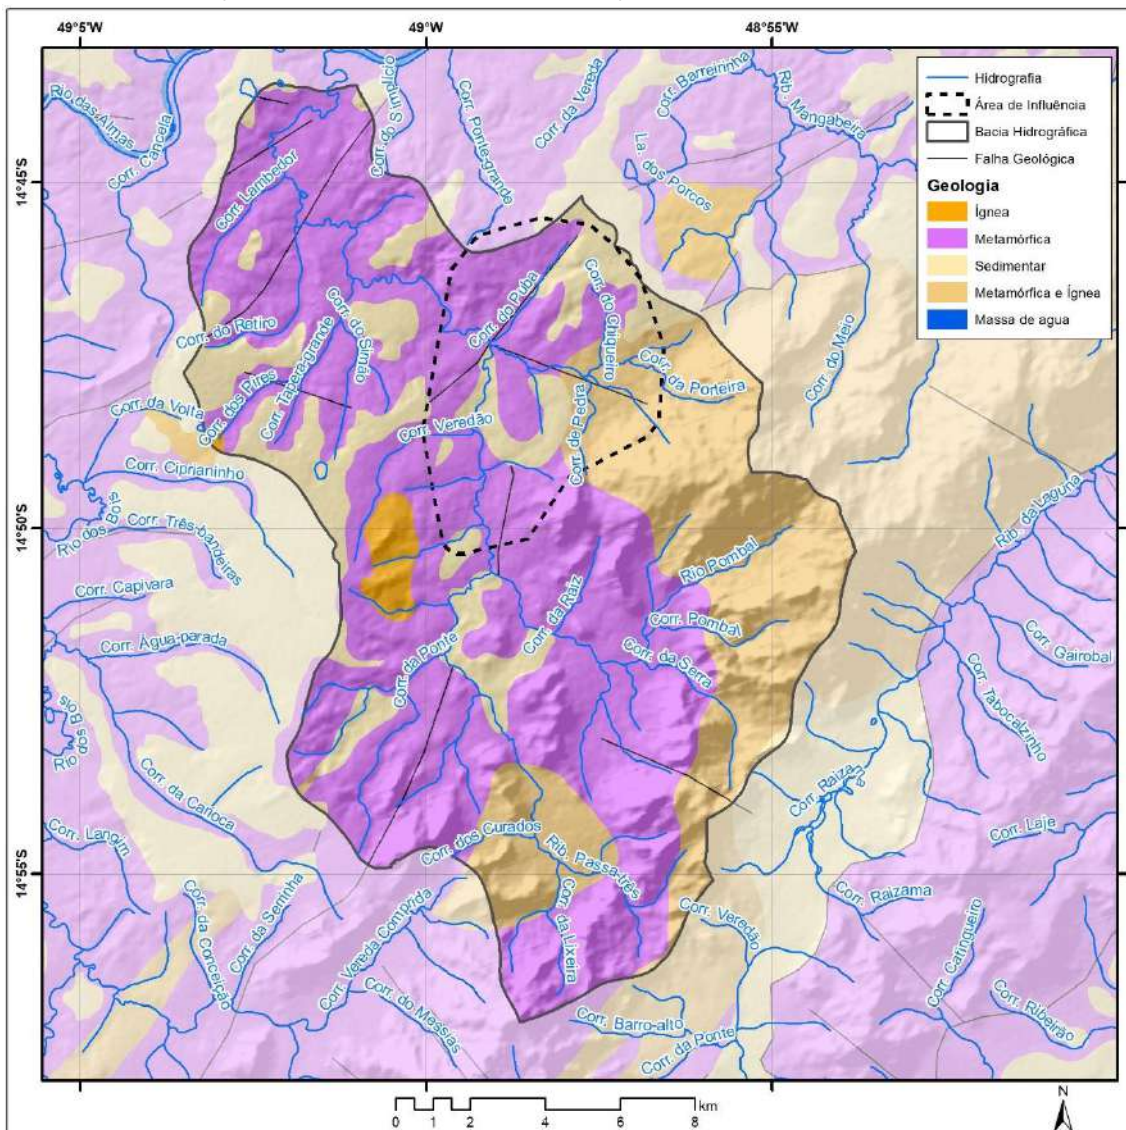 49°5'W 49°W 48°55'W
14°45'S
14°50'S
14°55'S
Hidrografia
Área de Influência
Bacia Hidrográfica
Falha Geológica
Geologia
Ígnea
Metamórfica
Sedimentar
Metamórfica e Ígnea
Massa de agua
Rio das Almas
Corr. Cancela
Corr. do Simplício
Corr. Ponte-grande
Corr. da Vereda
Corr. Barreirinha
Rb. Mangabeira
La. dos Porcos
Corr. Lambedor
Corr. do Puba
Corr. do Chiqueiro
Corr. do Meio
Corr. do Retiro
Corr. do Simão
Corr. Tapera-grande
Corr. dos Pires
Corr. da Porteira
Corr. da Volta
Corr. Veredão
Corr. de Pedra
Corr. Ciprianinho
Rib. da Laguna
Rio dos Bois
Corr. Três-bandeiras
Rio Pombal
Corr. Capivara
Corr. da Raiz
Corr. Pombal
Corr. Gairobal
Corr. Água-parada
Corr. da Ponte
Corr. da Serra
Corr. Tabocalzinho
Rio dos Bois
Corr. da Carioca
Corr. Raizama
Corr. Langim
Corr. dos Curados
Rib. Passa-três
Corr. Laje
Corr. da Serrinha
Corr. da Conceição
Corr. Vereda Comprida
Corr. da Lixeira
Corr. Veredão
Corr. Raizama
Corr. Catingueiro
Corr. do Messias
Corr. Barro-alto
Corr. da Ponte
Corr. Ribeirão
0 1 2 4 6 8 km
N